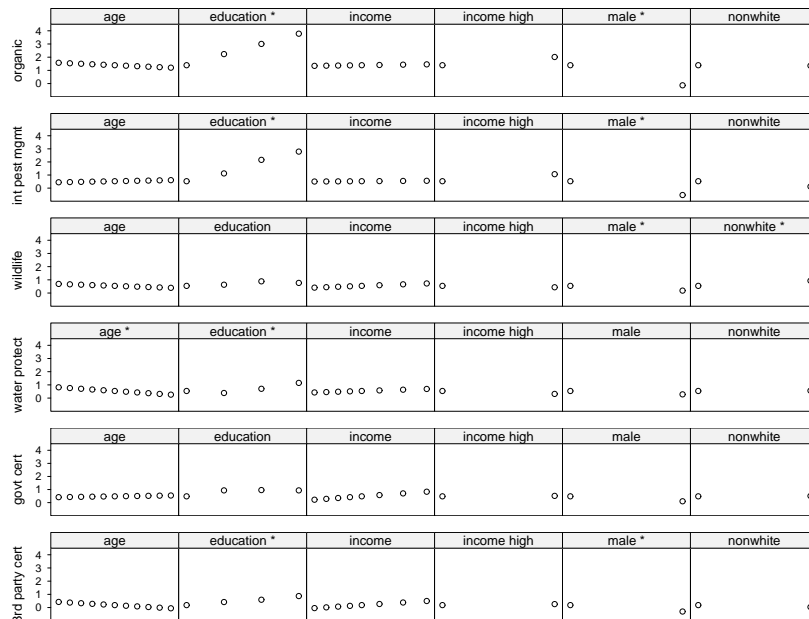 age education * income income high male * nonwhite
organic
4
3
2
1
0
age education * income income high male * nonwhite
int pest mgmt
4
3
2
1
0
age education income income high male * nonwhite *
wildlife
4
3
2
1
0
age * education * income income high male nonwhite
water protect
4
3
2
1
0
age education income income high male nonwhite
govt cert
4
3
2
1
0
age education * income income high male * nonwhite
3rd party cert
4
3
2
1
0